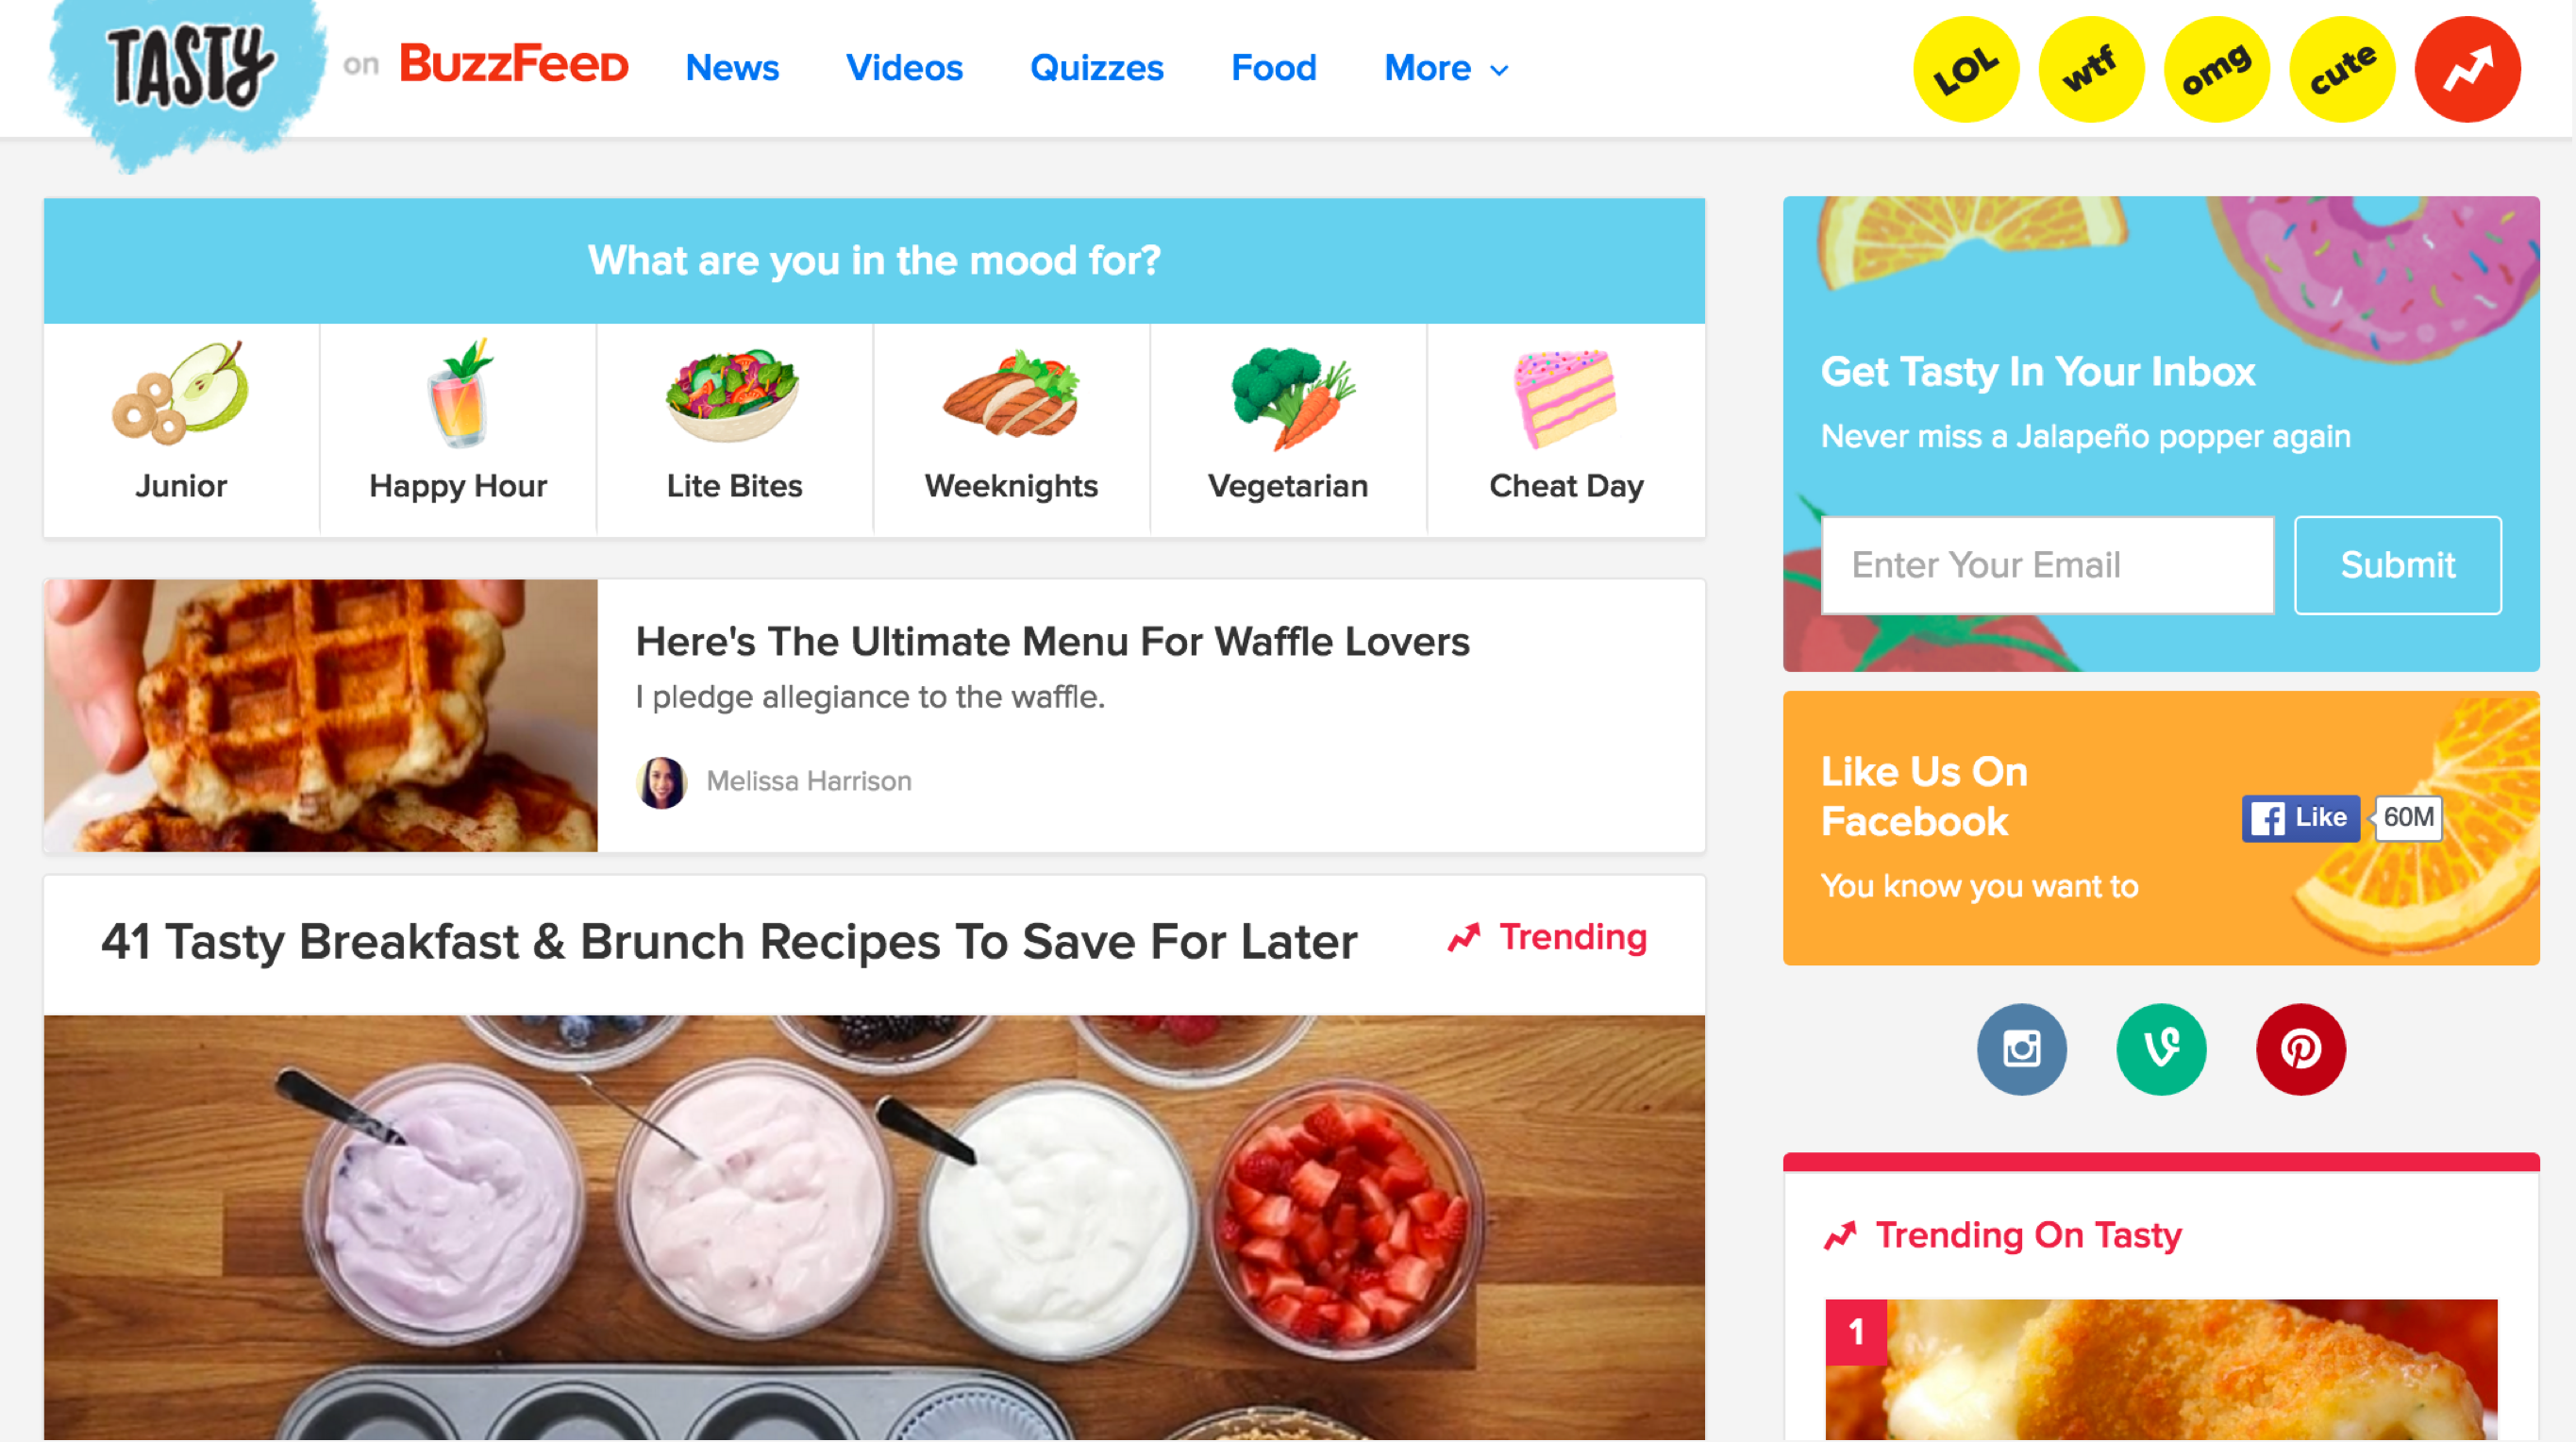 TASTY on BuzzFeeD News Videos Quizzes Food More LOL wtf omg cute
What are you in the mood for?
Junior Happy Hour Lite Bites Weeknights Vegetarian Cheat Day
Here's The Ultimate Menu For Waffle Lovers
I pledge allegiance to the waffle.
Melissa Harrison
41 Tasty Breakfast & Brunch Recipes To Save For Later Trending
Get Tasty In Your Inbox
Never miss a Jalapeño popper again
Enter Your Email Submit
Like Us On
Facebook
Like 60M
You know you want to
Trending On Tasty
1